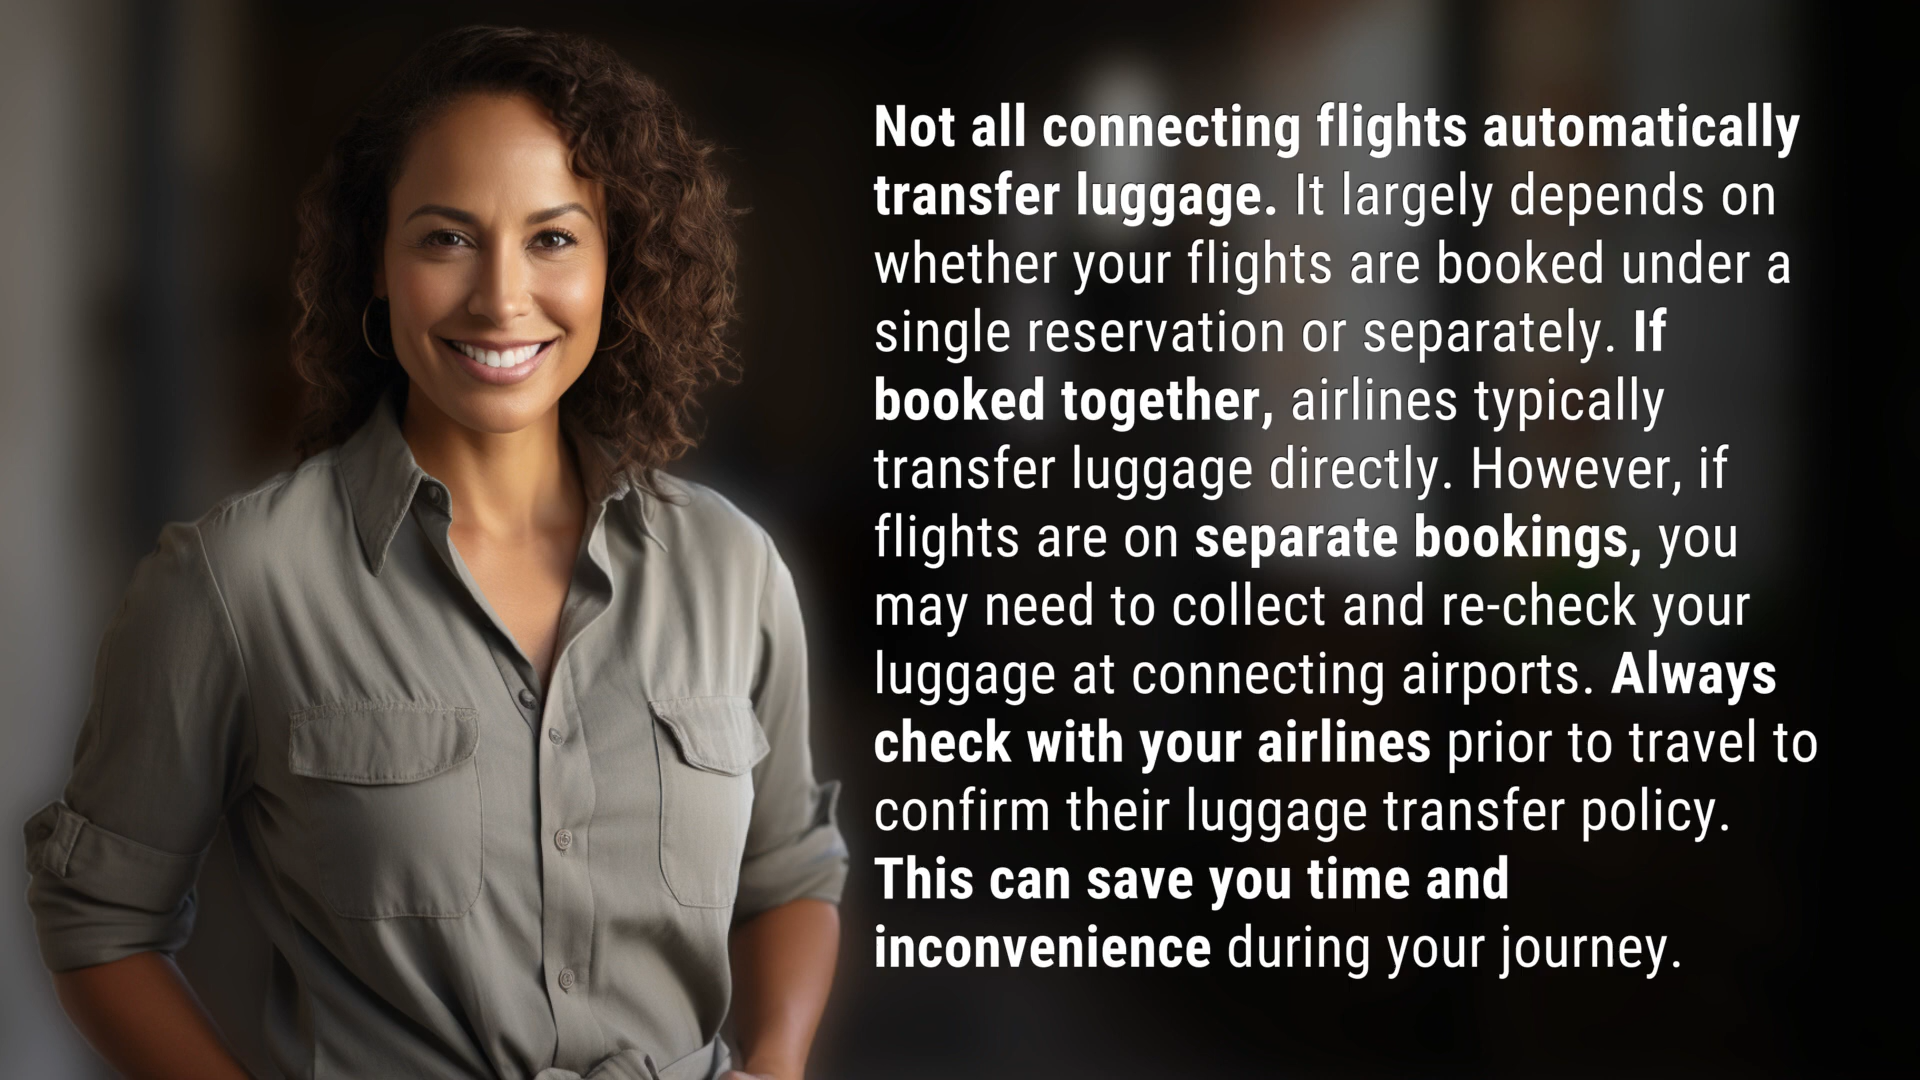 Not all connecting flights automatically
transfer luggage. It largely depends on
whether your flights are booked under a
single reservation or separately. If
booked together, airlines typically
transfer luggage directly. However, if
flights are on separate bookings, you
may need to collect and re-check your
luggage at connecting airports. Always
check with your airlines prior to travel to
confirm their luggage transfer policy.
This can save you time and
inconvenience during your journey.